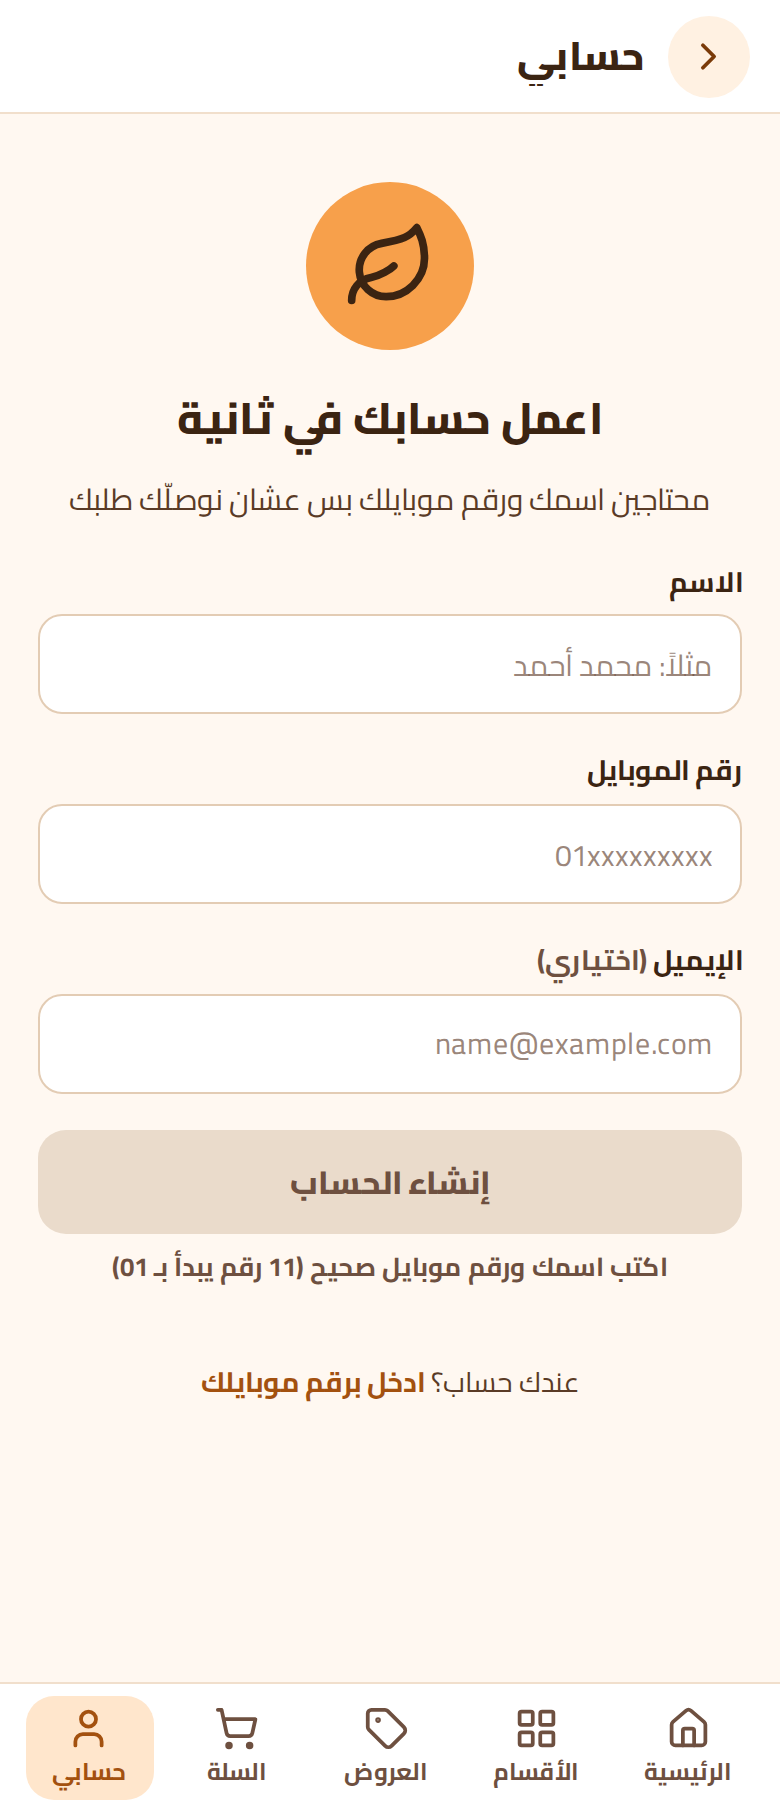 حسابي
اعمل حسابك في ثانية
محتاجين اسمك ورقم موبايلك بس عشان نوصلّك طلبك
الاسم
مثلاً: محمد أحمد
رقم الموبايل
01xxxxxxxxx
الإيميل (اختياري)
name@example.com
إنشاء الحساب
اكتب اسمك ورقم موبايل صحيح (11 رقم يبدأ بـ 01)
عندك حساب؟ ادخل برقم موبايلك
الرئيسية
الأقسام
العروض
السلة
حسابي